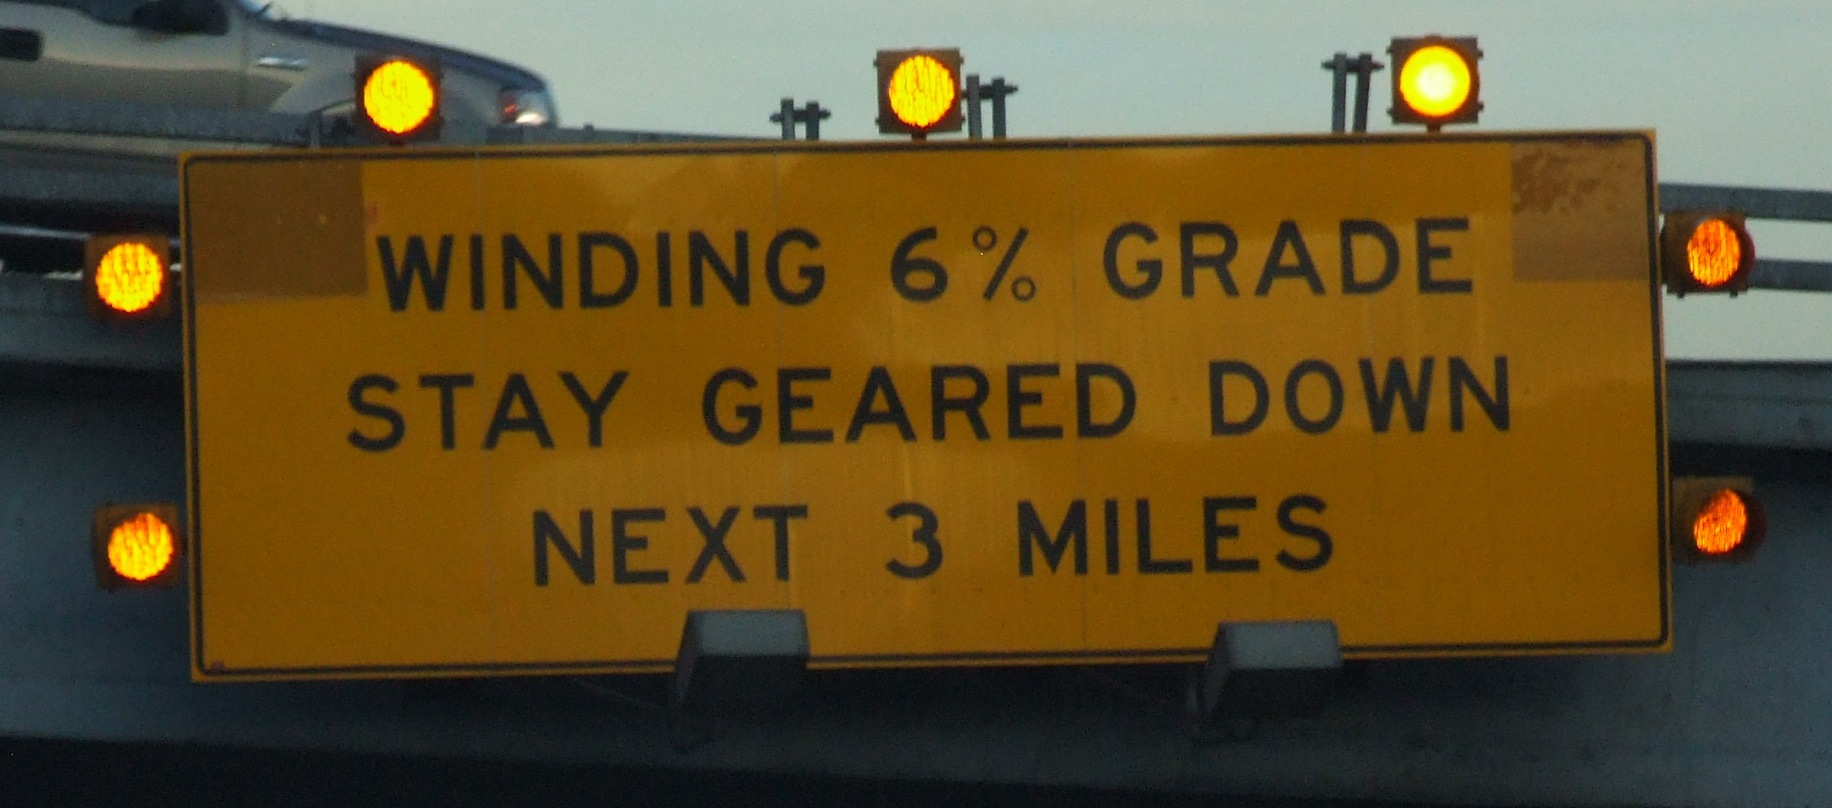 WINDING 6% GRADE
STAY GEARED DOWN
NEXT 3 MILES